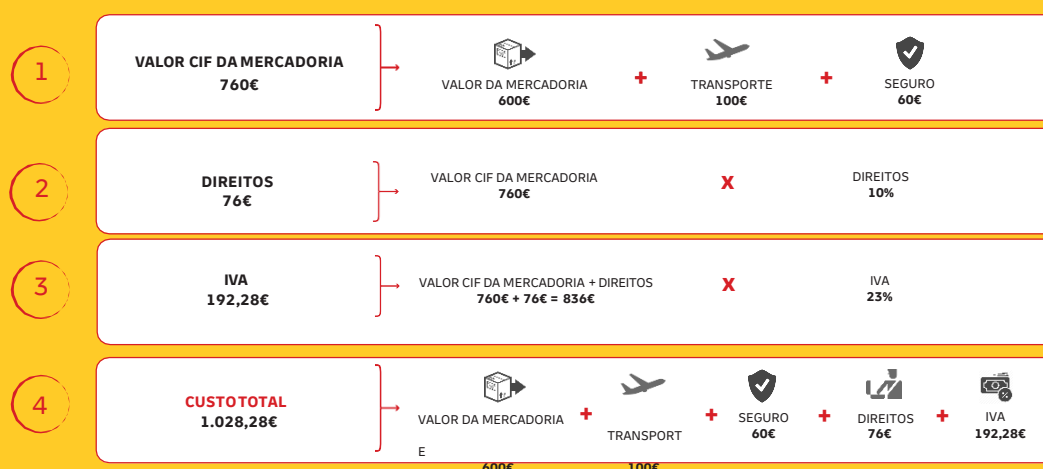 1
VALOR CIF DA MERCADORIA
760€
VALOR DA MERCADORIA
600€
+
TRANSPORTE
100€
+
SEGURO
60€
2
DIREITOS
76€
VALOR CIF DA MERCADORIA
760€
X
DIREITOS
10%
3
IVA
192,28€
VALOR CIF DA MERCADORIA + DIREITOS
760€ + 76€ = 836€
X
IVA
23%
4
CUSTO TOTAL
1.028,28€
VALOR DA MERCADORIA
E
600€
+
TRANSPORT
100€
+
SEGURO
60€
+
DIREITOS
76€
+
IVA
192,28€